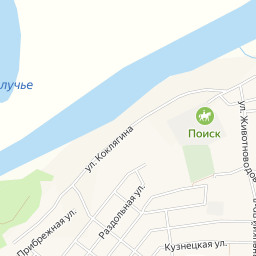 лучье
ул. Коклягина
Поиск
ул. Животноводов
Раздольная ул.
Прибрежная ул.
Кузнецкая ул.